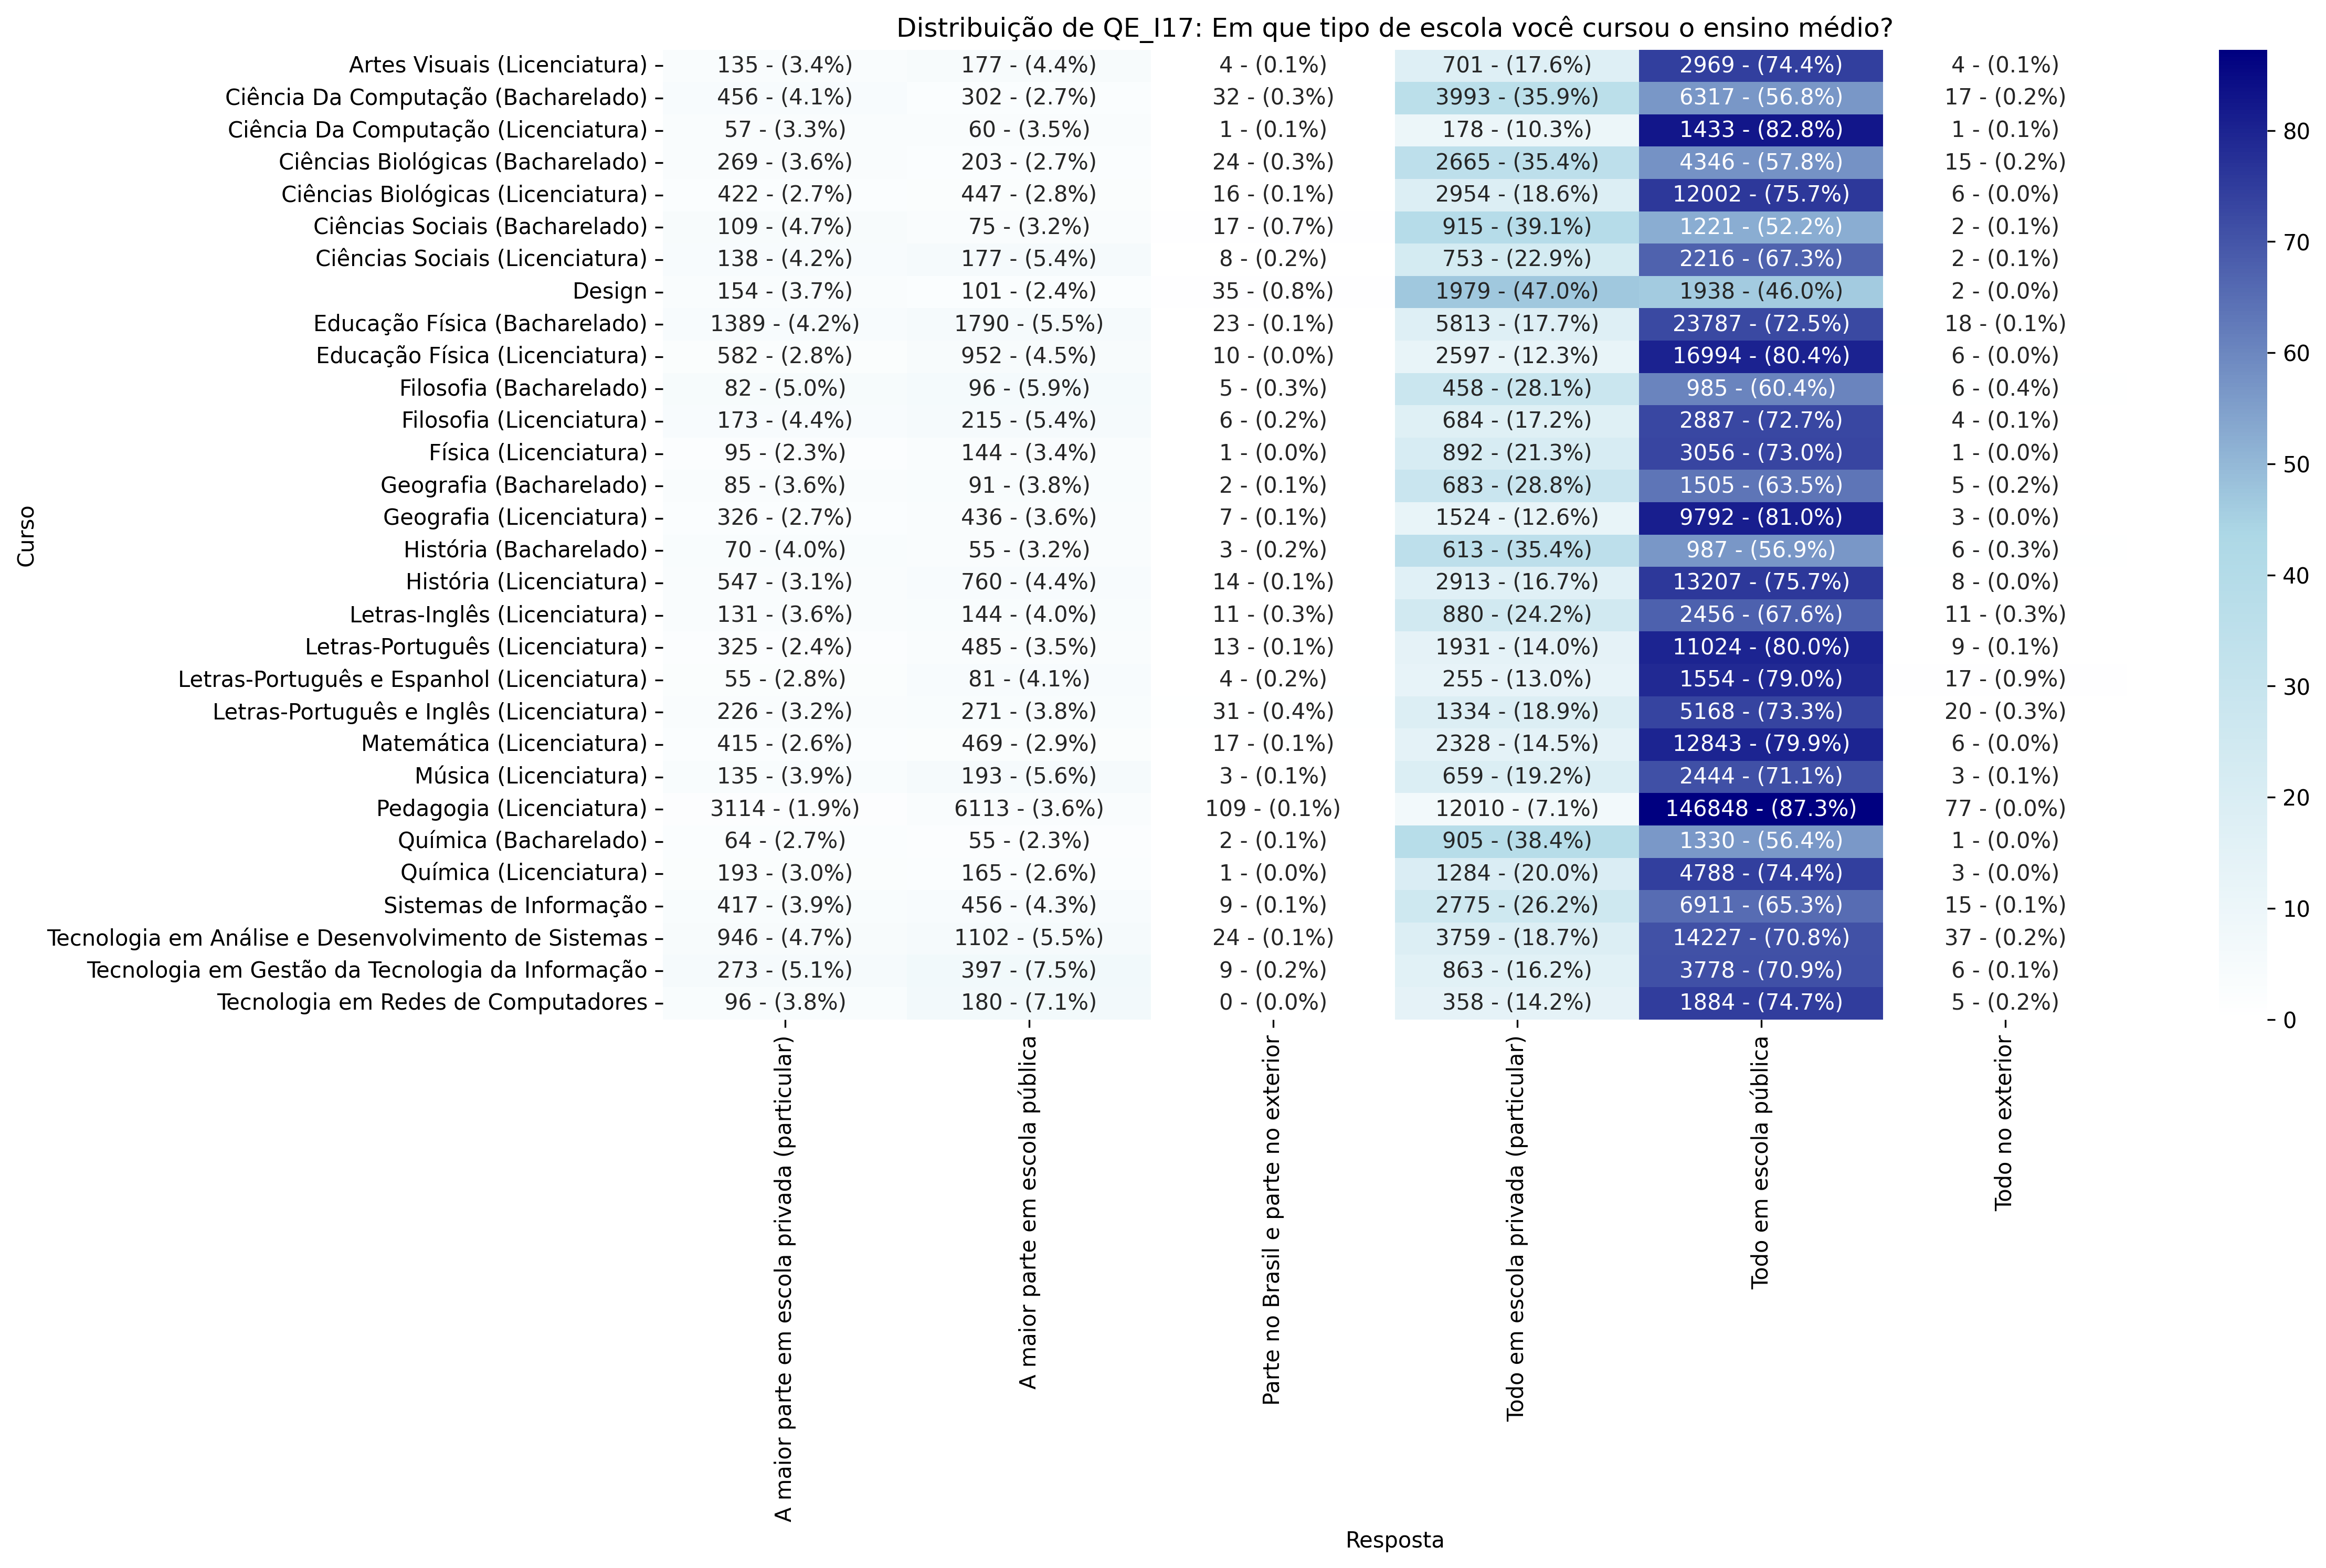 Distribuição de QE_I17: Em que tipo de escola você cursou o ensino médio?
Curso
Artes Visuais (Licenciatura) 135 - (3.4%) 177 - (4.4%) 4 - (0.1%) 701 - (17.6%) 2969 - (74.4%) 4 - (0.1%)
Ciência Da Computação (Bacharelado) 456 - (4.1%) 302 - (2.7%) 32 - (0.3%) 3993 - (35.9%) 6317 - (56.8%) 17 - (0.2%)
Ciência Da Computação (Licenciatura) 57 - (3.3%) 60 - (3.5%) 1 - (0.1%) 178 - (10.3%) 1433 - (82.8%) 1 - (0.1%)
Ciências Biológicas (Bacharelado) 269 - (3.6%) 203 - (2.7%) 24 - (0.3%) 2665 - (35.4%) 4346 - (57.8%) 15 - (0.2%)
Ciências Biológicas (Licenciatura) 422 - (2.7%) 447 - (2.8%) 16 - (0.1%) 2954 - (18.6%) 12002 - (75.7%) 6 - (0.0%)
Ciências Sociais (Bacharelado) 109 - (4.7%) 75 - (3.2%) 17 - (0.7%) 915 - (39.1%) 1221 - (52.2%) 2 - (0.1%)
Ciências Sociais (Licenciatura) 138 - (4.2%) 177 - (5.4%) 8 - (0.2%) 753 - (22.9%) 2216 - (67.3%) 2 - (0.1%)
Design 154 - (3.7%) 101 - (2.4%) 35 - (0.8%) 1979 - (47.0%) 1938 - (46.0%) 2 - (0.0%)
Educação Física (Bacharelado) 1389 - (4.2%) 1790 - (5.5%) 23 - (0.1%) 5813 - (17.7%) 23787 - (72.5%) 18 - (0.1%)
Educação Física (Licenciatura) 582 - (2.8%) 952 - (4.5%) 10 - (0.0%) 2597 - (12.3%) 16994 - (80.4%) 6 - (0.0%)
Filosofia (Bacharelado) 82 - (5.0%) 96 - (5.9%) 5 - (0.3%) 458 - (28.1%) 985 - (60.4%) 6 - (0.4%)
Filosofia (Licenciatura) 173 - (4.4%) 215 - (5.4%) 6 - (0.2%) 684 - (17.2%) 2887 - (72.7%) 4 - (0.1%)
Física (Licenciatura) 95 - (2.3%) 144 - (3.4%) 1 - (0.0%) 892 - (21.3%) 3056 - (73.0%) 1 - (0.0%)
Geografia (Bacharelado) 85 - (3.6%) 91 - (3.8%) 2 - (0.1%) 683 - (28.8%) 1505 - (63.5%) 5 - (0.2%)
Geografia (Licenciatura) 326 - (2.7%) 436 - (3.6%) 7 - (0.1%) 1524 - (12.6%) 9792 - (81.0%) 3 - (0.0%)
História (Bacharelado) 70 - (4.0%) 55 - (3.2%) 3 - (0.2%) 613 - (35.4%) 987 - (56.9%) 6 - (0.3%)
História (Licenciatura) 547 - (3.1%) 760 - (4.4%) 14 - (0.1%) 2913 - (16.7%) 13207 - (75.7%) 8 - (0.0%)
Letras-Inglês (Licenciatura) 131 - (3.6%) 144 - (4.0%) 11 - (0.3%) 880 - (24.2%) 2456 - (67.6%) 11 - (0.3%)
Letras-Português (Licenciatura) 325 - (2.4%) 485 - (3.5%) 13 - (0.1%) 1931 - (14.0%) 11024 - (80.0%) 9 - (0.1%)
Letras-Português e Espanhol (Licenciatura) 55 - (2.8%) 81 - (4.1%) 4 - (0.2%) 255 - (13.0%) 1554 - (79.0%) 17 - (0.9%)
Letras-Português e Inglês (Licenciatura) 226 - (3.2%) 271 - (3.8%) 31 - (0.4%) 1334 - (18.9%) 5168 - (73.3%) 20 - (0.3%)
Matemática (Licenciatura) 415 - (2.6%) 469 - (2.9%) 17 - (0.1%) 2328 - (14.5%) 12843 - (79.9%) 6 - (0.0%)
Música (Licenciatura) 135 - (3.9%) 193 - (5.6%) 3 - (0.1%) 659 - (19.2%) 2444 - (71.1%) 3 - (0.1%)
Pedagogia (Licenciatura) 3114 - (1.9%) 6113 - (3.6%) 109 - (0.1%) 12010 - (7.1%) 146848 - (87.3%) 77 - (0.0%)
Química (Bacharelado) 64 - (2.7%) 55 - (2.3%) 2 - (0.1%) 905 - (38.4%) 1330 - (56.4%) 1 - (0.0%)
Química (Licenciatura) 193 - (3.0%) 165 - (2.6%) 1 - (0.0%) 1284 - (20.0%) 4788 - (74.4%) 3 - (0.0%)
Sistemas de Informação 417 - (3.9%) 456 - (4.3%) 9 - (0.1%) 2775 - (26.2%) 6911 - (65.3%) 15 - (0.1%)
Tecnologia em Análise e Desenvolvimento de Sistemas 946 - (4.7%) 1102 - (5.5%) 24 - (0.1%) 3759 - (18.7%) 14227 - (70.8%) 37 - (0.2%)
Tecnologia em Gestão da Tecnologia da Informação 273 - (5.1%) 397 - (7.5%) 9 - (0.2%) 863 - (16.2%) 3778 - (70.9%) 6 - (0.1%)
Tecnologia em Redes de Computadores 96 - (3.8%) 180 - (7.1%) 0 - (0.0%) 358 - (14.2%) 1884 - (74.7%) 5 - (0.2%)
80
70
60
50
40
30
20
10
0
A maior parte em escola privada (particular)
A maior parte em escola pública
Parte no Brasil e parte no exterior
Todo em escola privada (particular)
Todo em escola pública
Todo no exterior
Resposta